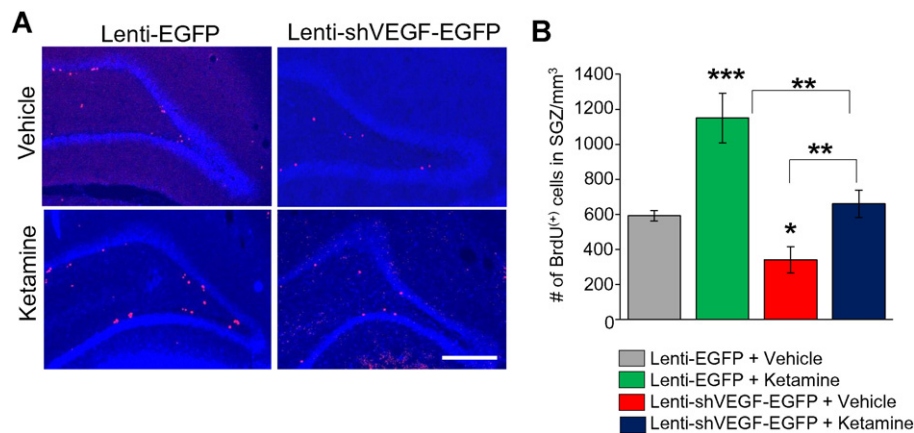 A
Lenti-EGFP
Lenti-shVEGF-EGFP
Vehicle
Ketamine
B
# of BrdU⁽⁺⁾ cells in SGZ/mm³
1400
1200
1000
800
600
400
200
0
***
**
**
*
Lenti-EGFP + Vehicle
Lenti-EGFP + Ketamine
Lenti-shVEGF-EGFP + Vehicle
Lenti-shVEGF-EGFP + Ketamine